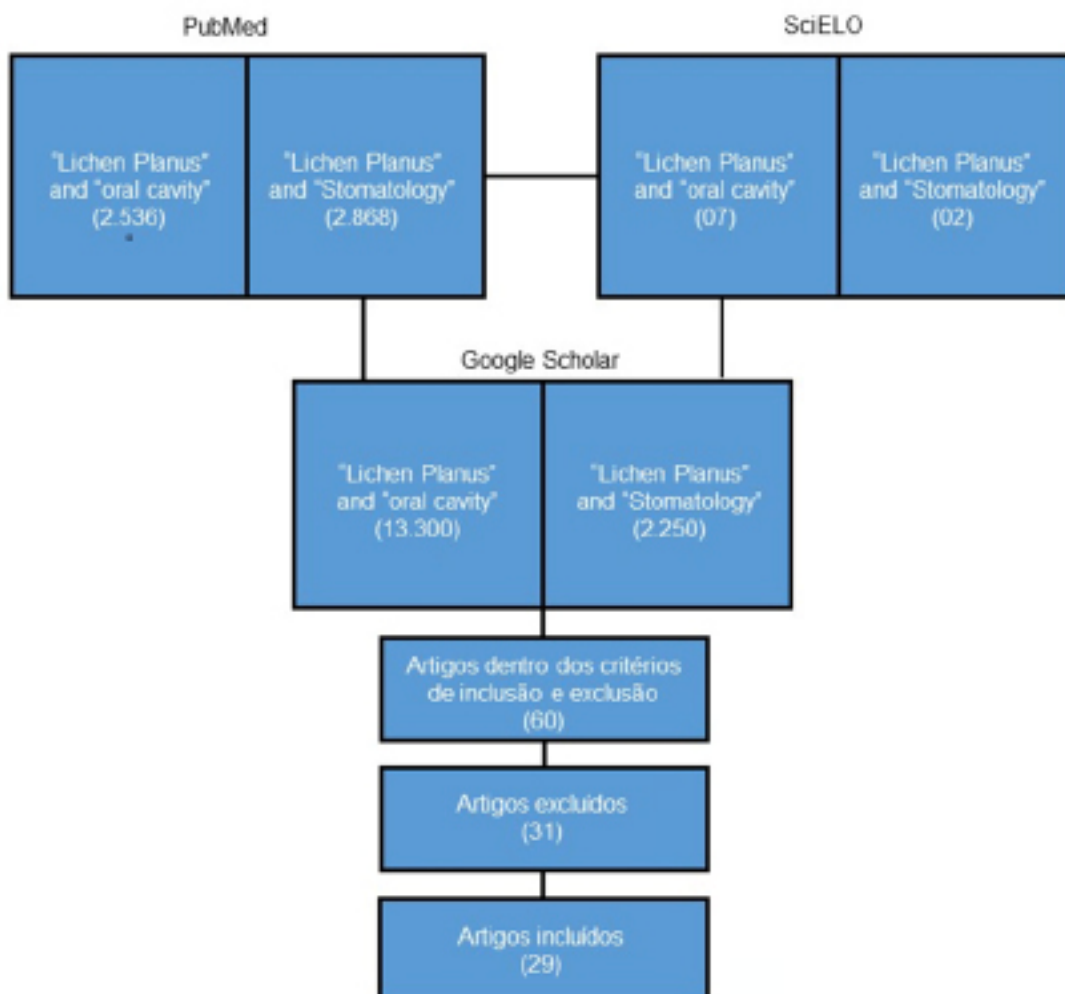 PubMed
SciELO
"Lichen Planus"
and "oral cavity"
(2.536)
"Lichen Planus"
and "Stomatology"
(2.868)
"Lichen Planus"
and "oral cavity"
(07)
"Lichen Planus"
and "Stomatology"
(02)
Google Scholar
"Lichen Planus"
and "oral cavity"
(13.300)
"Lichen Planus"
and "Stomatology"
(2.250)
Artigos dentro dos critérios
de inclusão e exclusão
(60)
Artigos excluídos
(31)
Artigos incluídos
(29)